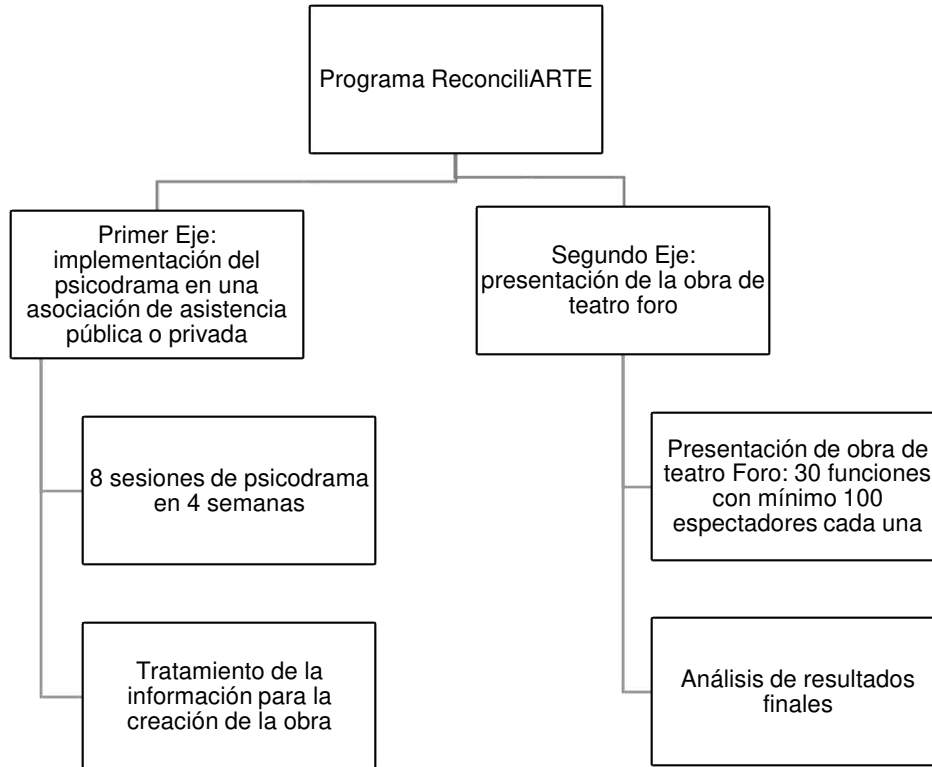 Programa ReconciliARTE
Primer Eje:
implementación del
psicodrama en una
asociación de asistencia
pública o privada
Segundo Eje:
presentación de la obra de
teatro foro
8 sesiones de psicodrama
en 4 semanas
Presentación de obra de
teatro Foro: 30 funciones
con mínimo 100
espectadores cada una
Tratamiento de la
información para la
creación de la obra
Análisis de resultados
finales